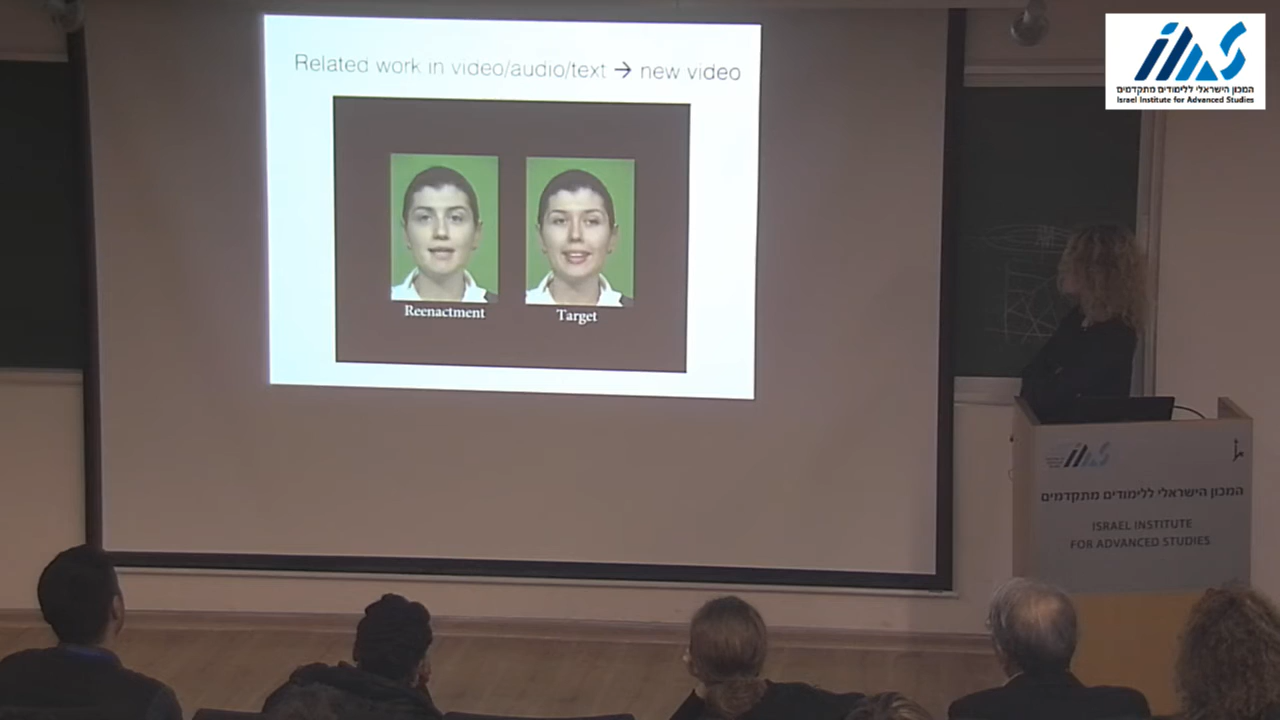 Related work in video/audio/text → new video
Reenactment
Target
המכון הישראלי ללימודים מתקדמים
Israel Institute for Advanced Studies
המכון הישראלי ללימודים מתקדמים
ISRAEL INSTITUTE
FOR ADVANCED STUDIES